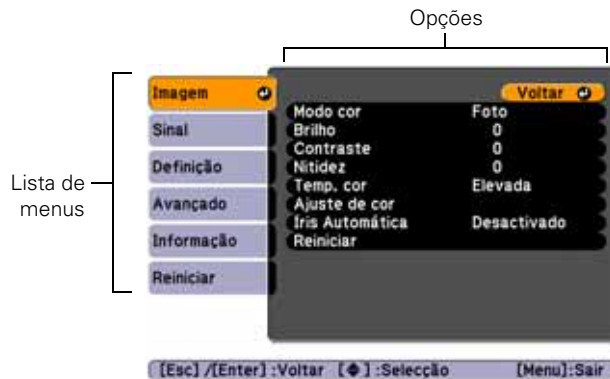 Opções
Lista de
menus
Imagem
Sinal
Definição
Avançado
Informação
Reiniciar
Voltar
Modo cor Foto
Brilho 0
Contraste 0
Nitidez 0
Temp. cor Elevada
Ajuste de cor
Iris Automática Desactivado
Reiniciar
[Esc] /[Enter] :Voltar [◆] :Selecção [Menu]:Sair